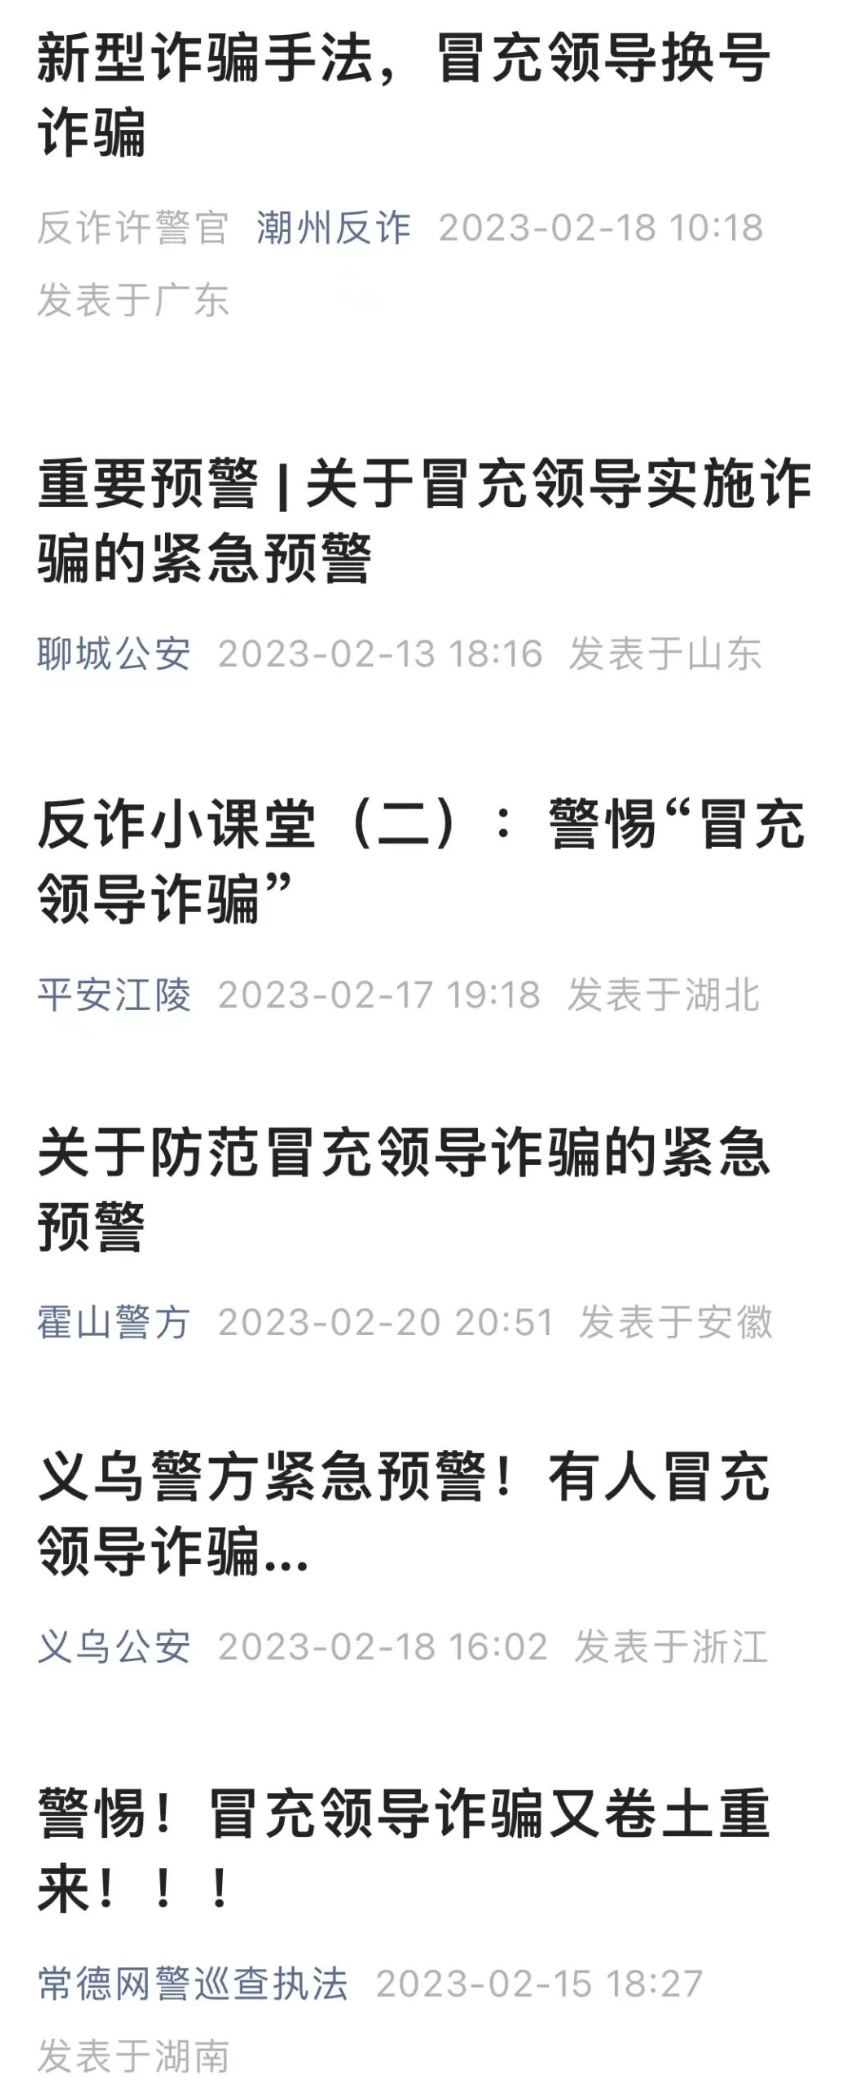 新型诈骗手法，冒充领导换号
诈骗
反诈许警官 潮州反诈 2023-02-18 10:18
发表于广东
重要预警 | 关于冒充领导实施诈
骗的紧急预警
聊城公安 2023-02-13 18:16 发表于山东
反诈小课堂（二）：警惕“冒充
领导诈骗”
平安江陵 2023-02-17 19:18 发表于湖北
关于防范冒充领导诈骗的紧急
预警
霍山警方 2023-02-20 20:51 发表于安徽
义乌警方紧急预警！有人冒充
领导诈骗...
义乌公安 2023-02-18 16:02 发表于浙江
警惕！冒充领导诈骗又卷土重
来！！！
常德网警巡查执法 2023-02-15 18:27
发表于湖南